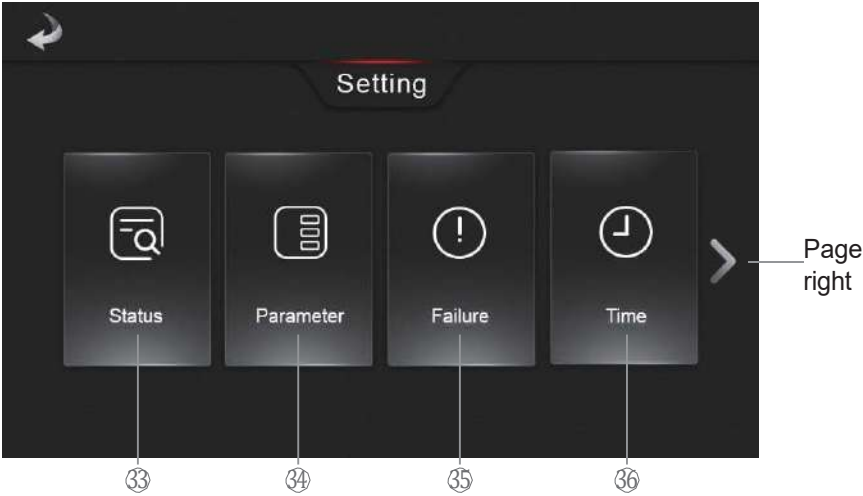 Setting
Status Parameter Failure Time
Page
right
㉝ ㉞ ㉟ ㊱